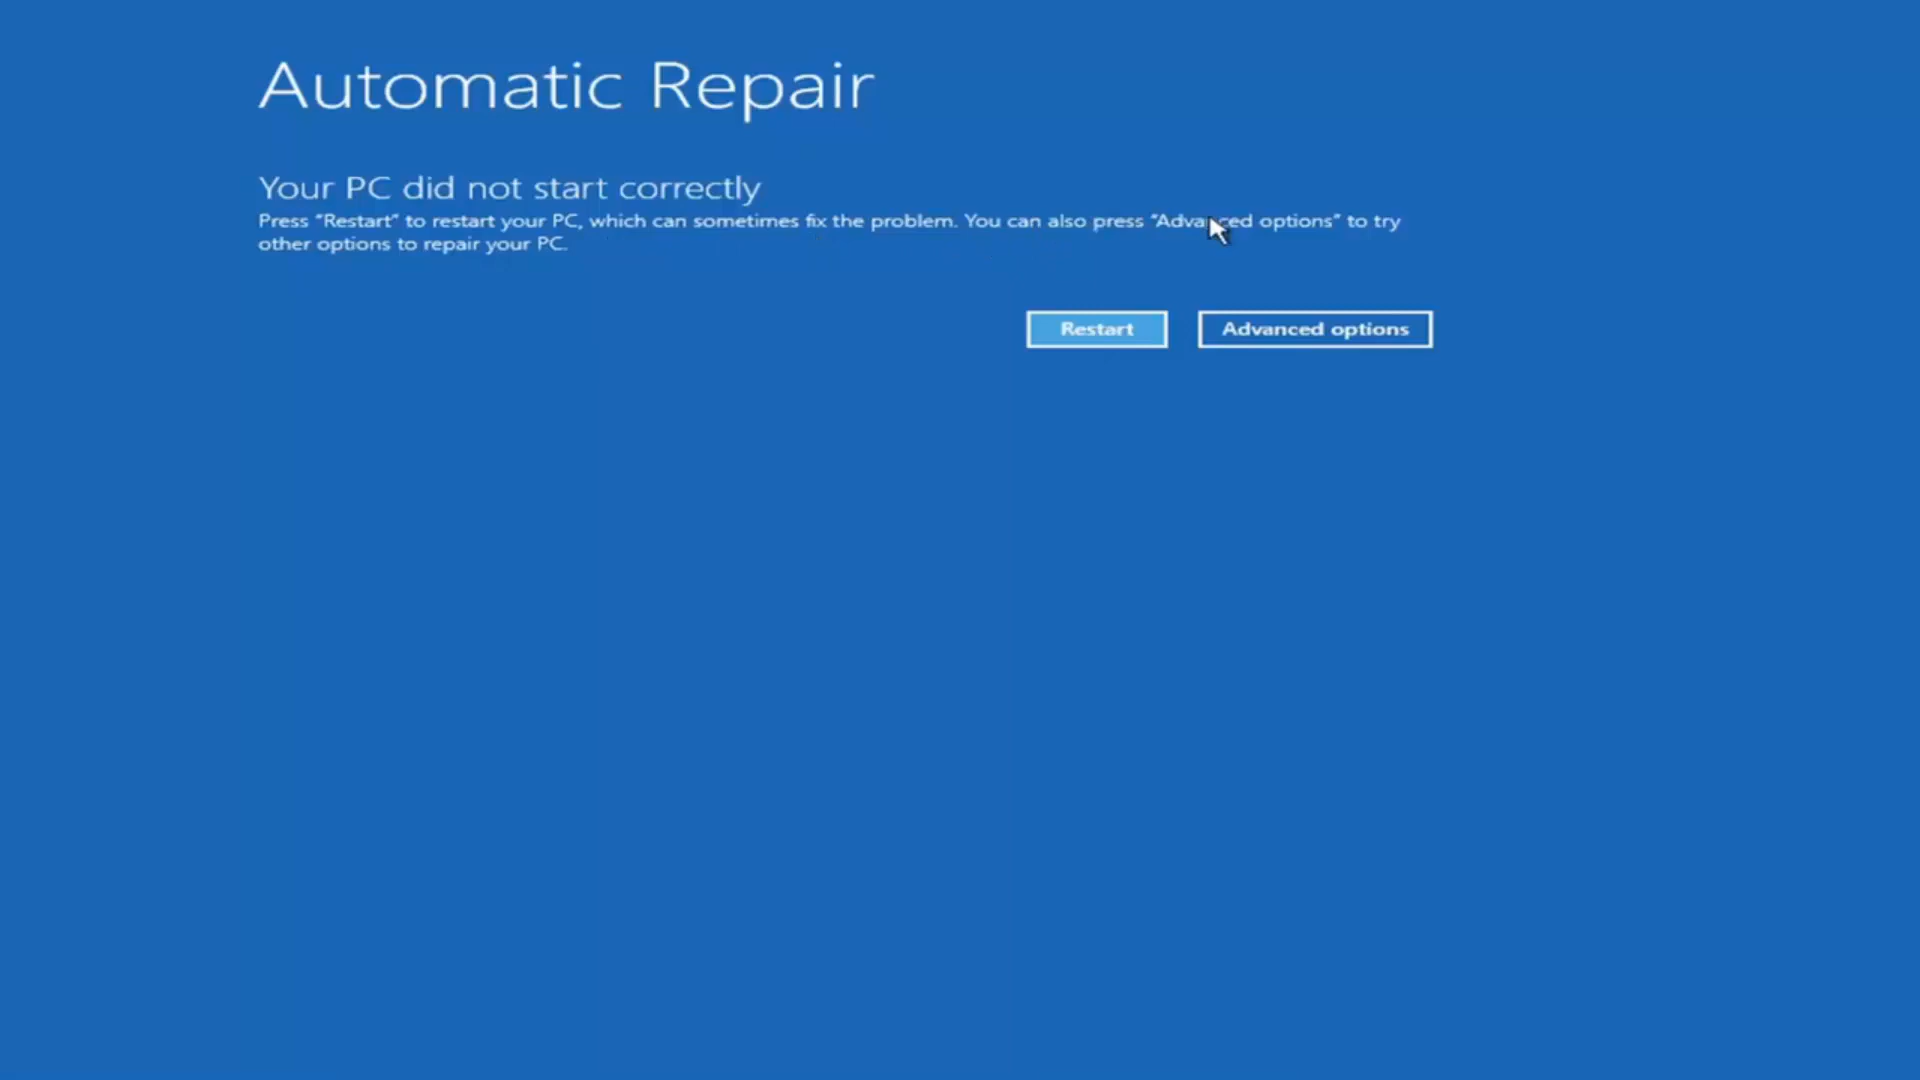 Automatic Repair
Your PC did not start correctly
Press “Restart” to restart your PC, which can sometimes fix the problem. You can also press “Advanced options” to try
other options to repair your PC.
Restart
Advanced options